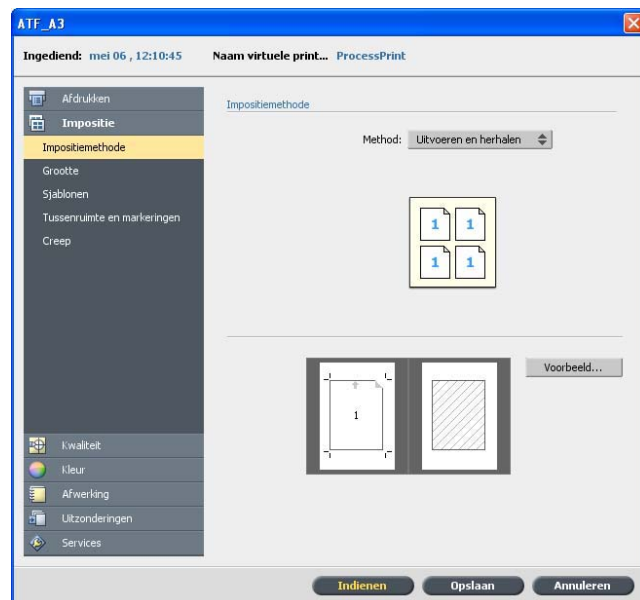 ATF_A3
Ingediend: mei 06 , 12:10:45 Naam virtuele print... ProcessPrint
Afdrukken
Impositie
Impositiemethode
Grootte
Sjablonen
Tussenruimte en markeringen
Creep
Kwaliteit
Kleur
Afwerking
Uitzonderingen
Services
Impositiemethode
Method: Uitvoeren en herhalen
1 1
1 1
1
Voorbeeld...
Indienen Opslaan Annuleren